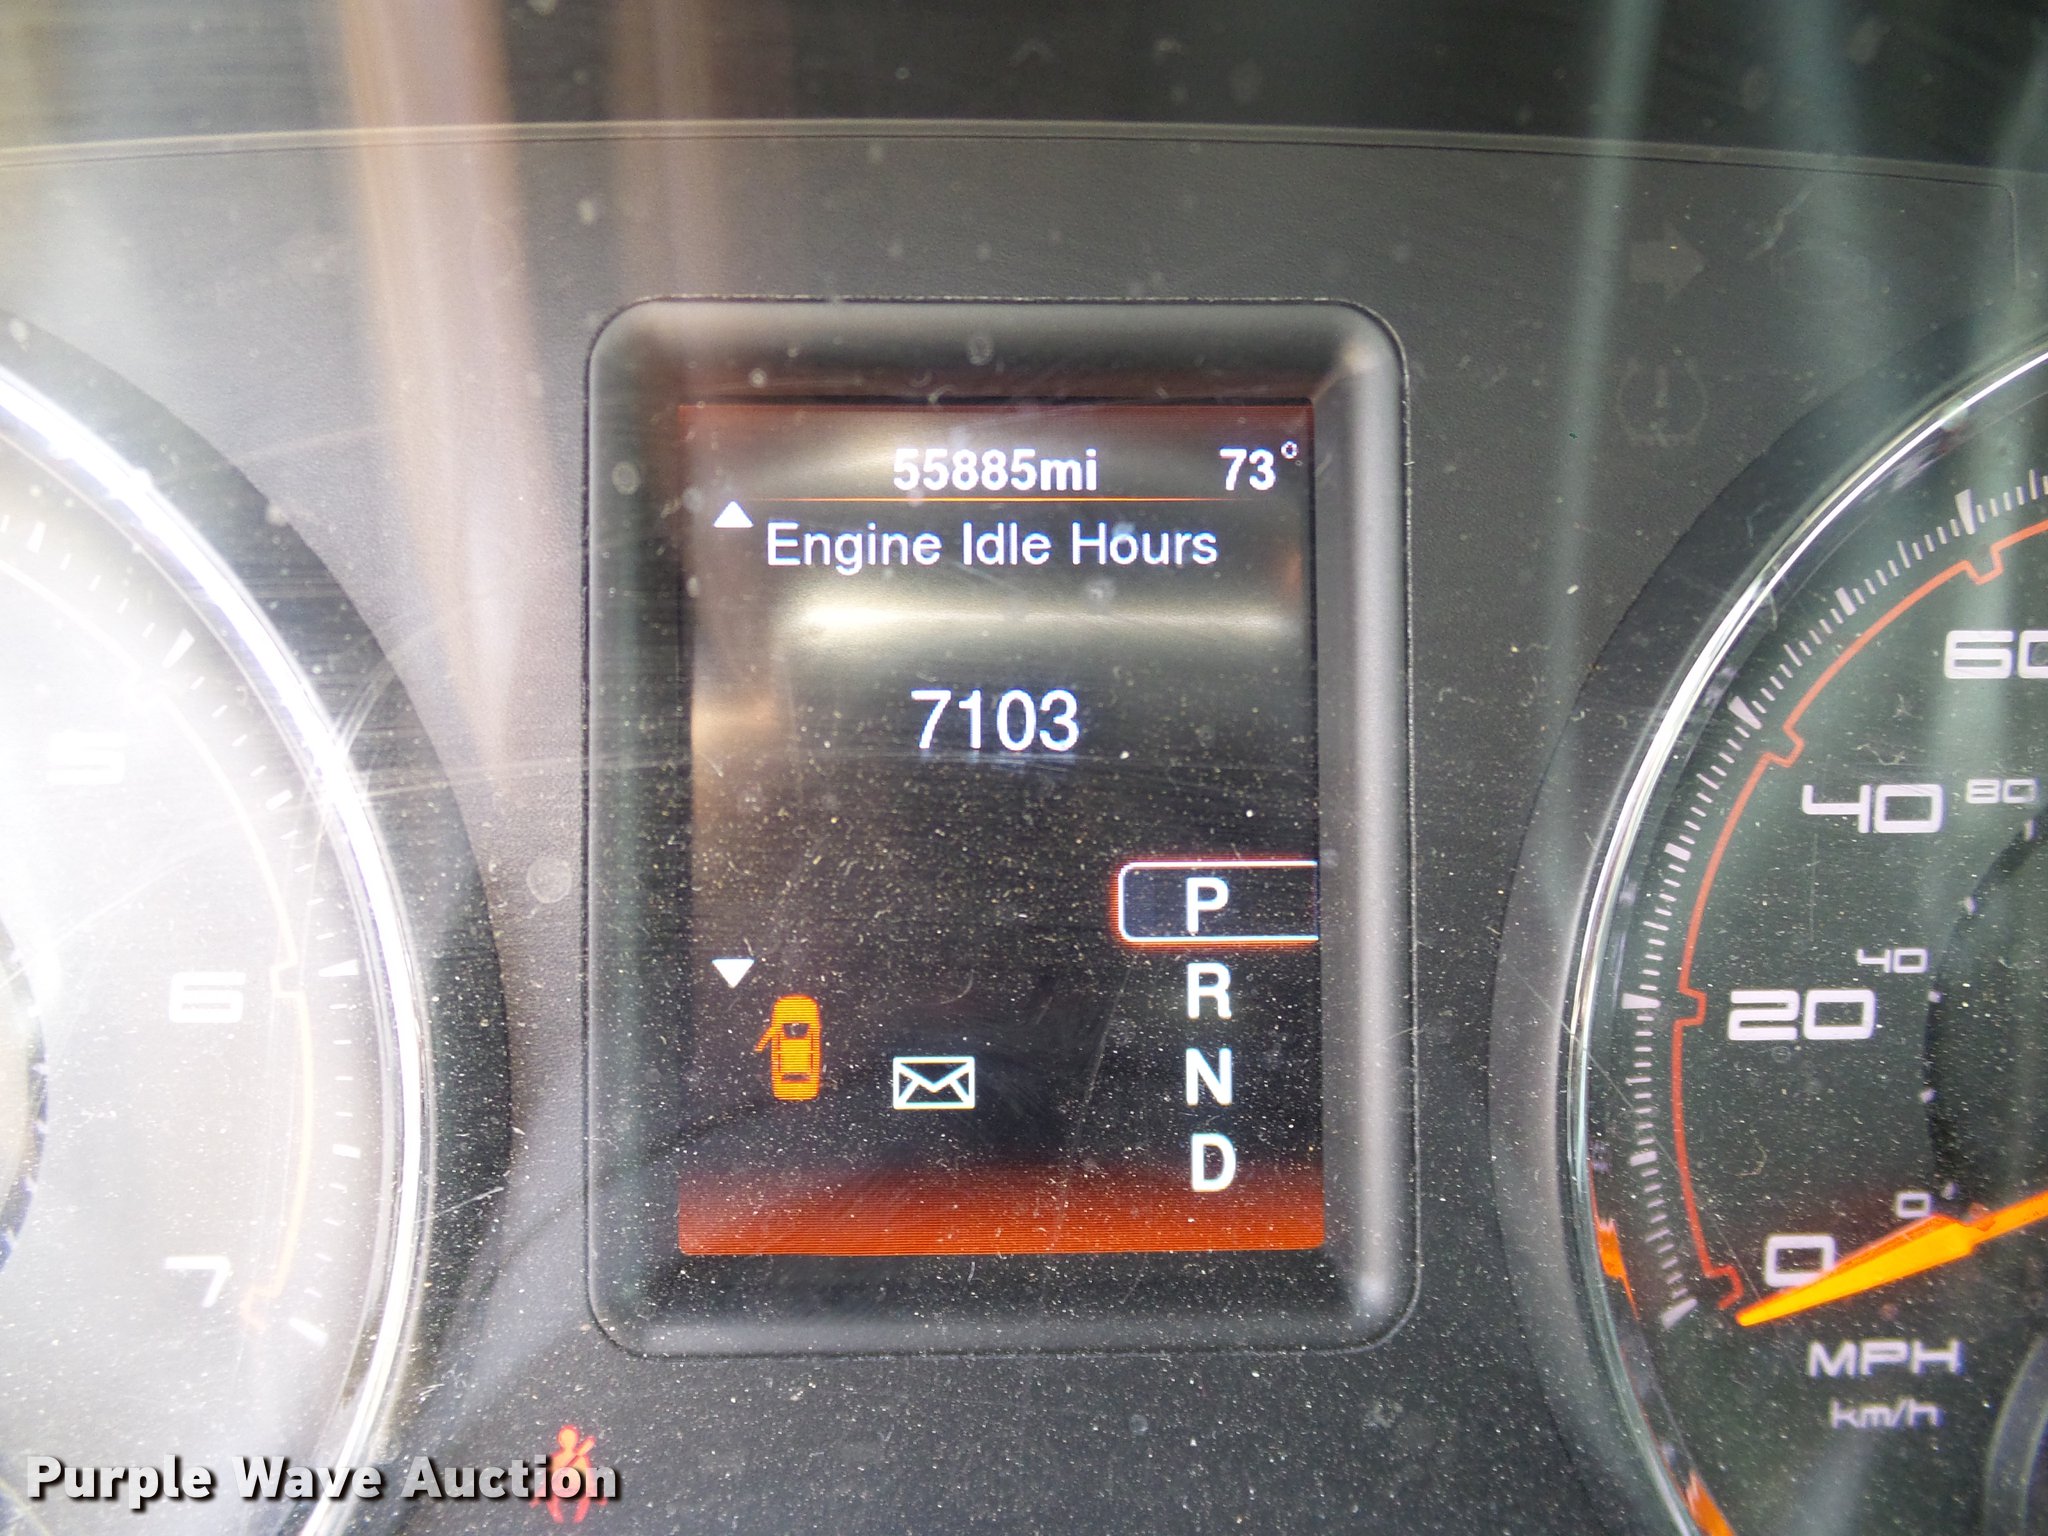 55885mi 73°
Engine Idle Hours
7103
P
R
N
D
5
6
7
60
40 80
40
20
0
0
MPH
km/h
Purple Wave Auction